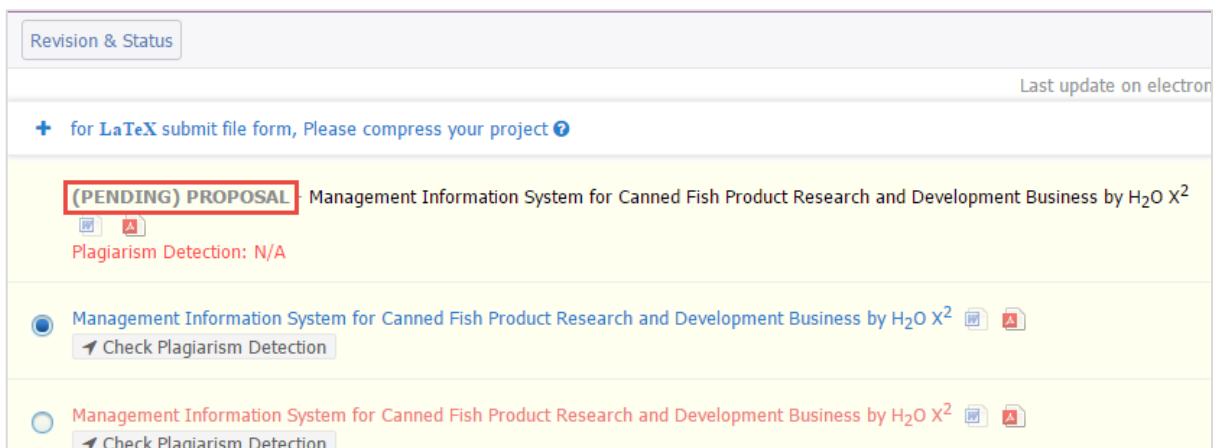 Revision & Status
Last update on electron
+ for LaTeX submit file form, Please compress your project ?
(PENDING) PROPOSAL - Management Information System for Canned Fish Product Research and Development Business by H₂O X²
Plagiarism Detection: N/A
Management Information System for Canned Fish Product Research and Development Business by H₂O X²
Check Plagiarism Detection
Management Information System for Canned Fish Product Research and Development Business by H₂O X²
Check Plagiarism Detection